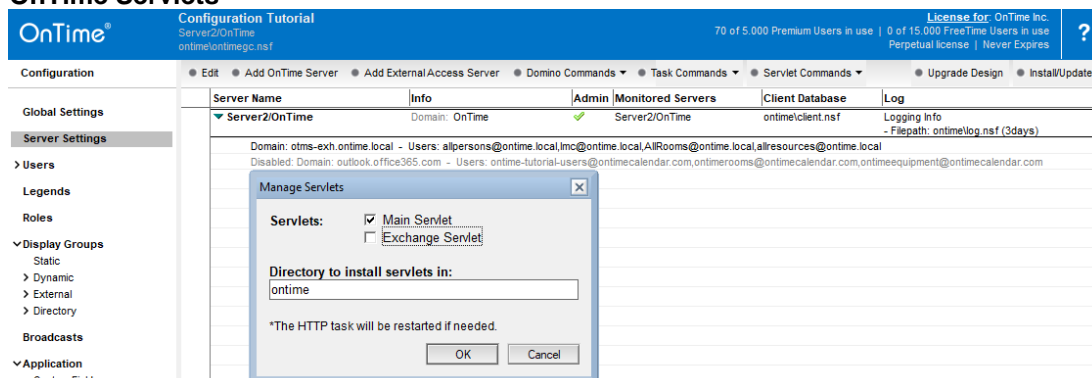 OnTime Servlets
OnTime®
Configuration Tutorial
Server2/OnTime
ontime\ontimegc.nsf
70 of 5.000 Premium Users in use | 0 of 15.000 FreeTime Users in use
License for: OnTime Inc.
Perpetual license | Never Expires
?
Configuration
Edit
Add OnTime Server
Add External Access Server
Domino Commands
Task Commands
Servlet Commands
Upgrade Design
Install/Update
Global Settings
Server Settings
Users
Legends
Roles
Display Groups
Static
Dynamic
External
Directory
Broadcasts
Application
Server Name
Info
Admin
Monitored Servers
Client Database
Log
Server2/OnTime
Domain: OnTime
Server2/OnTime
ontime\client.nsf
Logging Info
- Filepath: ontime\log.nsf (3days)
Domain: otms-exh.ontime.local - Users: allpersons@ontime.local,lmc@ontime.local,AllRooms@ontime.local,allresources@ontime.local
Disabled: Domain: outlook.office365.com - Users: ontime-tutorial-users@ontimecalendar.com,ontimerooms@ontimecalendar.com,ontimeequipment@ontimecalendar.com
Manage Servlets
Servlets:
Main Servlet
Exchange Servlet
Directory to install servlets in:
ontime
*The HTTP task will be restarted if needed.
OK
Cancel